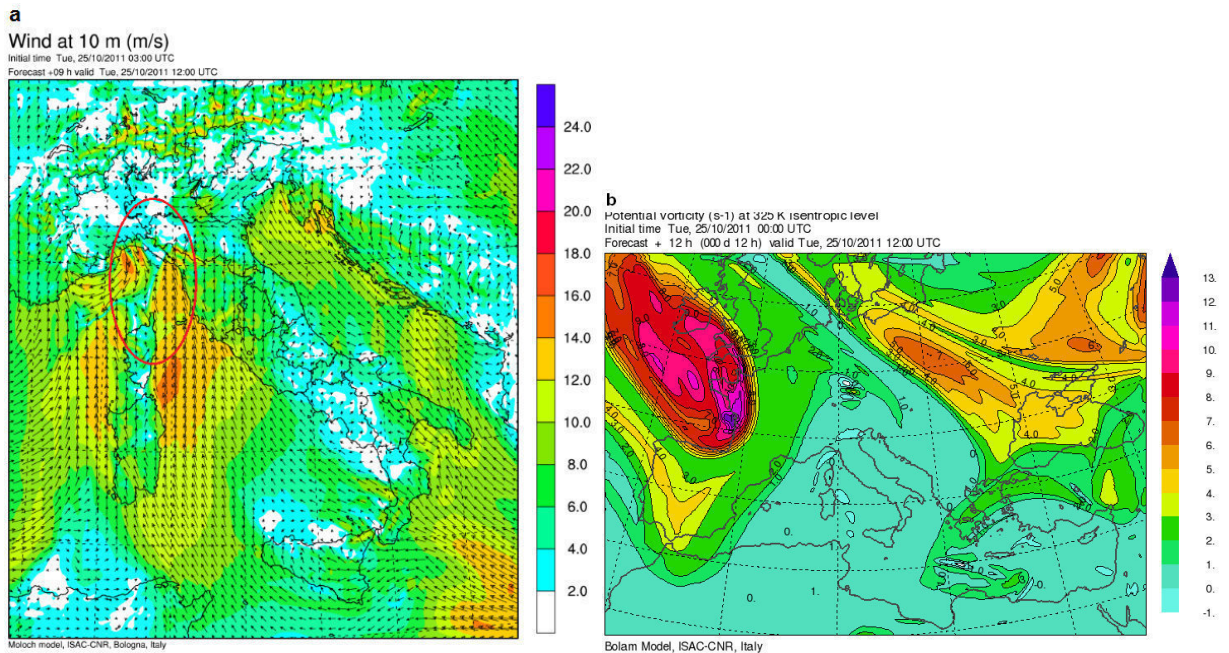 a
Wind at 10 m (m/s)
Initial time Tue, 25/10/2011 03:00 UTC
Forecast +09 h valid Tue, 25/10/2011 12:00 UTC
24.0
22.0
20.0
18.0
16.0
14.0
12.0
10.0
8.0
6.0
4.0
2.0
Moloch model, ISAC-CNR, Bologna, Italy
b
Potential vorticity (s-1) at 325 K isentropic level
Initial time Tue, 25/10/2011 00:00 UTC
Forecast + 12 h (000 d 12 h) valid Tue, 25/10/2011 12:00 UTC
13.
12.
11.
10.
9.
8.
7.
6.
5.
4.
3.
2.
1.
0.
-1.
Bolam Model, ISAC-CNR, Italy